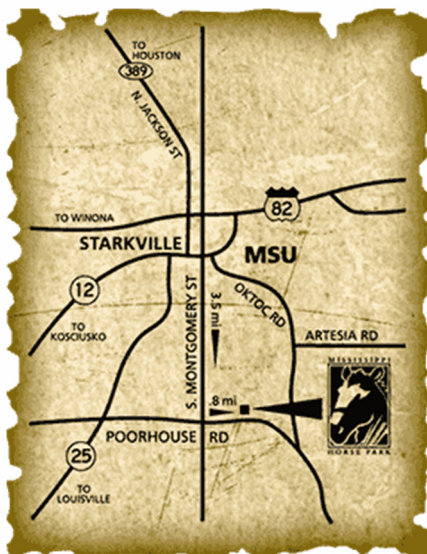 TO
HOUSTON
389
N. JACKSON ST
82
TO WINONA
STARKVILLE
MSU
12
TO
KOSCIUSKO
S. MONTGOMERY ST
3.5 mi
OKTOC RD
ARTESIA RD
MISSISSIPPI
HORSE PARK
.8 mi
POORHOUSE RD
25
TO
LOUISVILLE